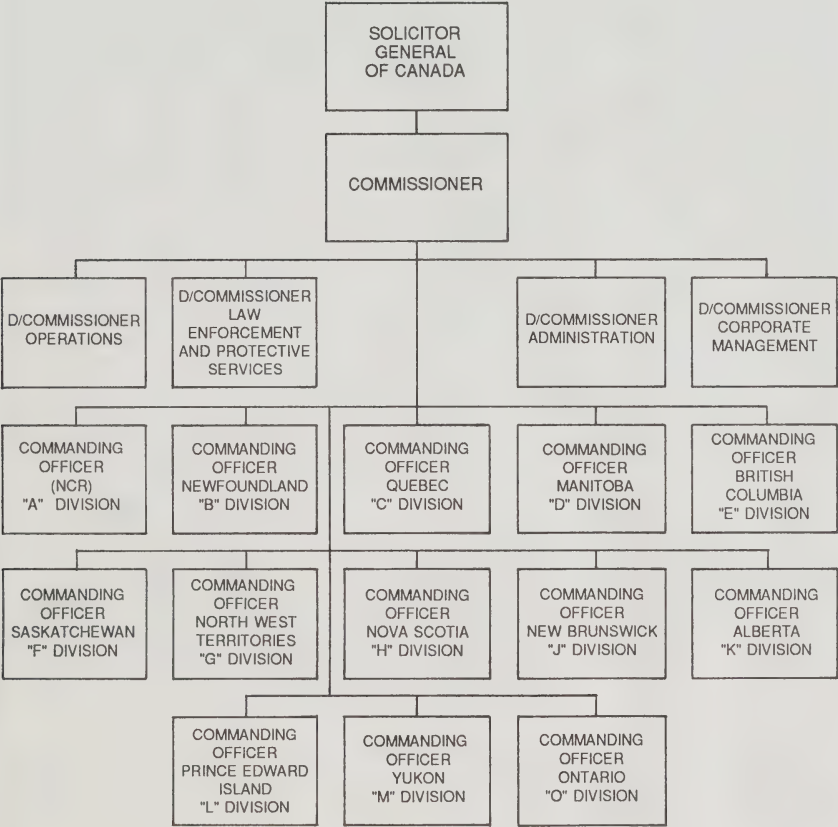 SOLICITOR
GENERAL
OF CANADA
COMMISSIONER
D/COMMISSIONER
OPERATIONS
D/COMMISSIONER
LAW
ENFORCEMENT
AND PROTECTIVE
SERVICES
D/COMMISSIONER
ADMINISTRATION
D/COMMISSIONER
CORPORATE
MANAGEMENT
COMMANDING
OFFICER
(NCR)
"A" DIVISION
COMMANDING
OFFICER
NEWFOUNDLAND
"B" DIVISION
COMMANDING
OFFICER
QUEBEC
"C" DIVISION
COMMANDING
OFFICER
MANITOBA
"D" DIVISION
COMMANDING
OFFICER
BRITISH
COLUMBIA
"E" DIVISION
COMMANDING
OFFICER
SASKATCHEWAN
"F" DIVISION
COMMANDING
OFFICER
NORTH WEST
TERRITORIES
"G" DIVISION
COMMANDING
OFFICER
NOVA SCOTIA
"H" DIVISION
COMMANDING
OFFICER
NEW BRUNSWICK
"J" DIVISION
COMMANDING
OFFICER
ALBERTA
"K" DIVISION
COMMANDING
OFFICER
PRINCE EDWARD
ISLAND
"L" DIVISION
COMMANDING
OFFICER
YUKON
"M" DIVISION
COMMANDING
OFFICER
ONTARIO
"O" DIVISION